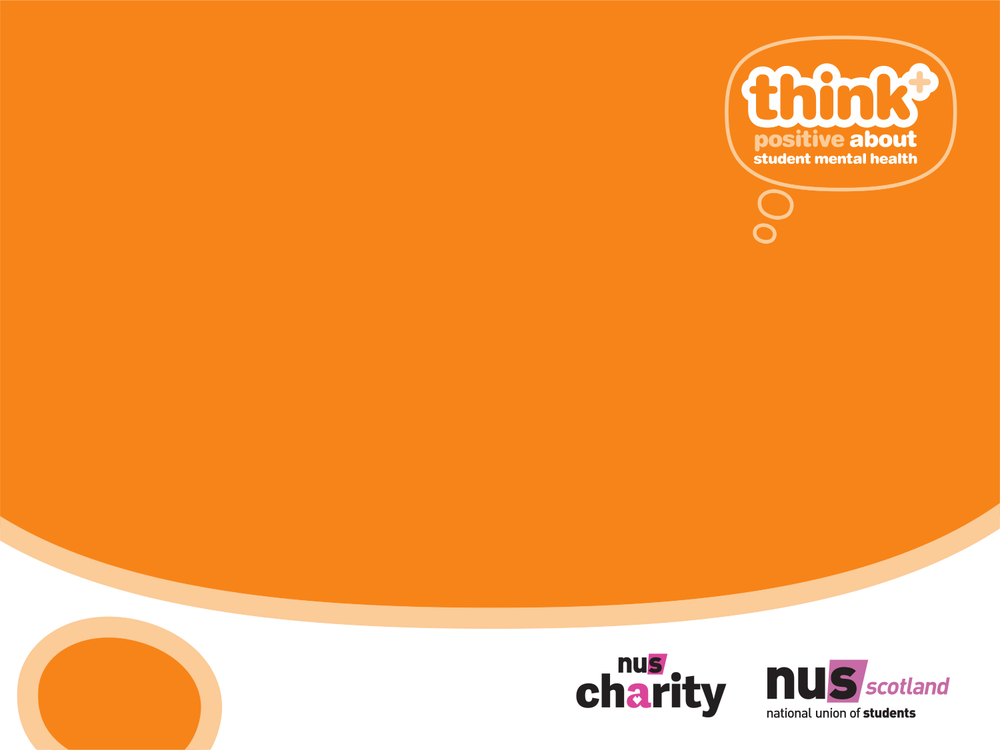 think+
positive about
student mental health
nus
charity
nus scotland
national union of students